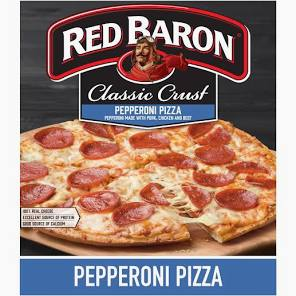 RED BARON®
Classic Crust
PEPPERONI PIZZA
PEPPERONI MADE WITH PORK, CHICKEN AND BEEF
100% REAL CHEESE
EXCELLENT SOURCE OF PROTEIN
GOOD SOURCE OF CALCIUM
PEPPERONI PIZZA